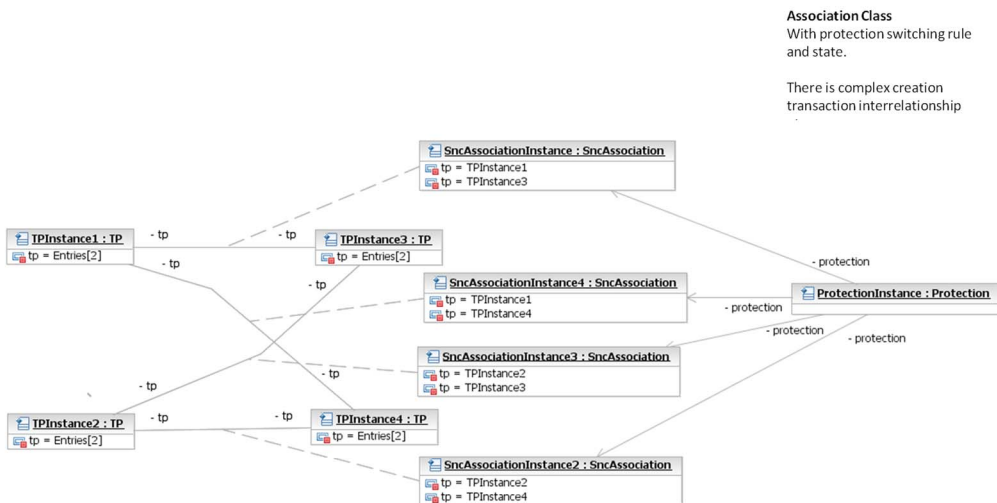 Association Class
With protection switching rule
and state.
There is complex creation
transaction interrelationship
SncAssociationInstance : SncAssociation
tp = TPInstance1
tp = TPInstance3
TPInstance1 : TP
tp = Entries[2]
- tp
- tp
TPInstance3 : TP
tp = Entries[2]
- tp
- tp
- protection
SncAssociationInstance4 : SncAssociation
tp = TPInstance1
tp = TPInstance4
ProtectionInstance : Protection
- protection
- protection
- protection
SncAssociationInstance3 : SncAssociation
tp = TPInstance2
tp = TPInstance3
- tp
- tp
TPInstance2 : TP
tp = Entries[2]
- tp
- tp
TPInstance4 : TP
tp = Entries[2]
SncAssociationInstance2 : SncAssociation
tp = TPInstance2
tp = TPInstance4